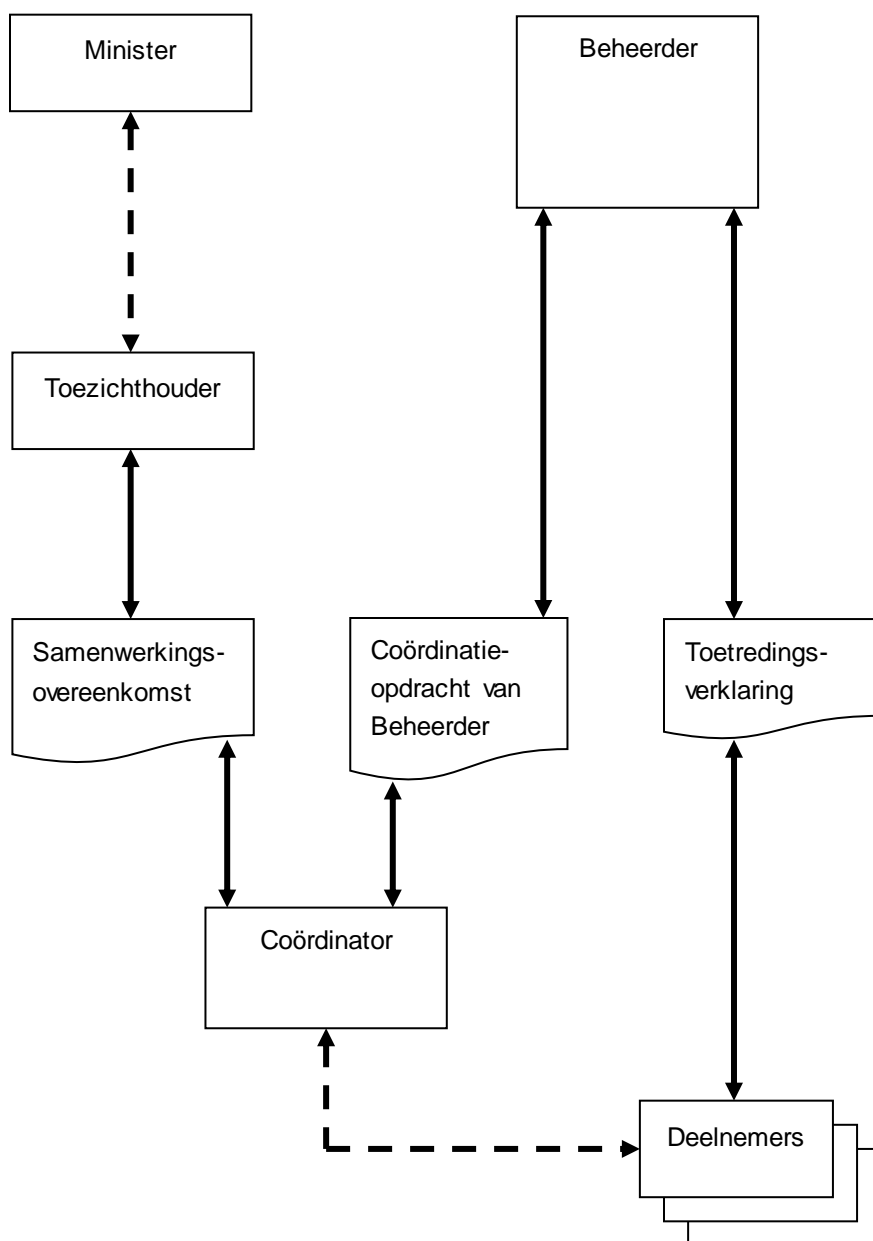 Minister
Beheerder
Toezichthouder
Samenwerkings-
overeenkomst
Coördinatie-
opdracht van
Beheerder
Toetredings-
verklaring
Coördinator
Deelnemers